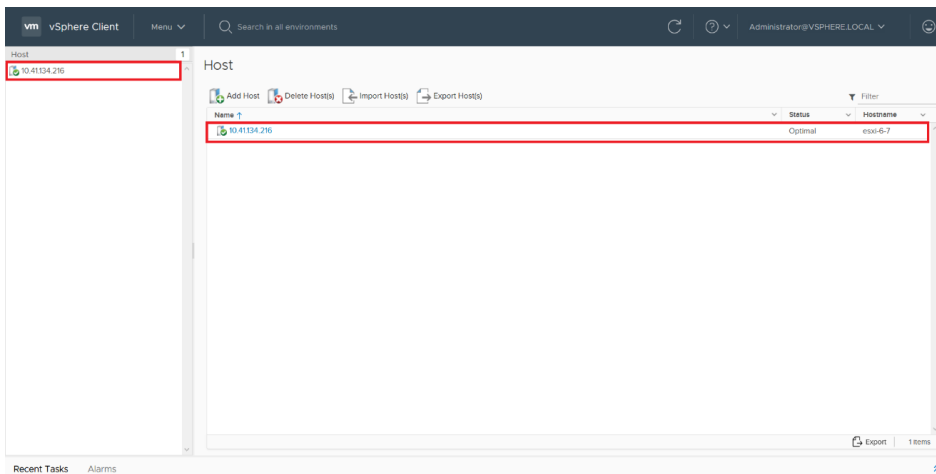 vm vSphere Client Menu Search in all environments Administrator@VSPHERE.LOCAL
Host 1
10.41.134.216
Host
Add Host Delete Host(s) Import Host(s) Export Host(s) Filter
Name ↑ Status Hostname
10.41.134.216 Optimal esxi-6-7
Export 1 items
Recent Tasks Alarms